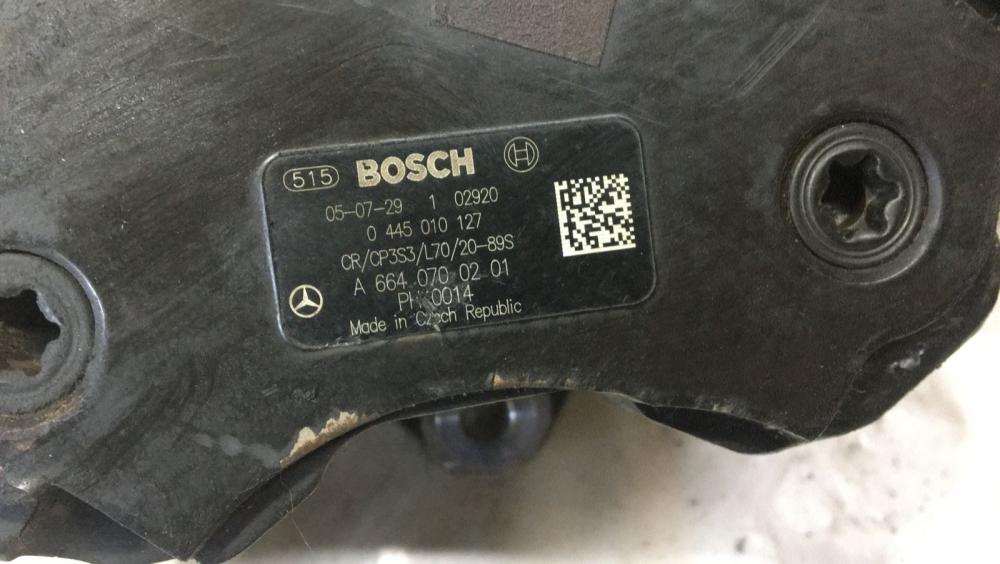 515 BOSCH
05-07-29 1 02920
0 445 010 127
CR/CP3S3/L70/20-89S
A 664 070 02 01
0014
Made in Czech Republic